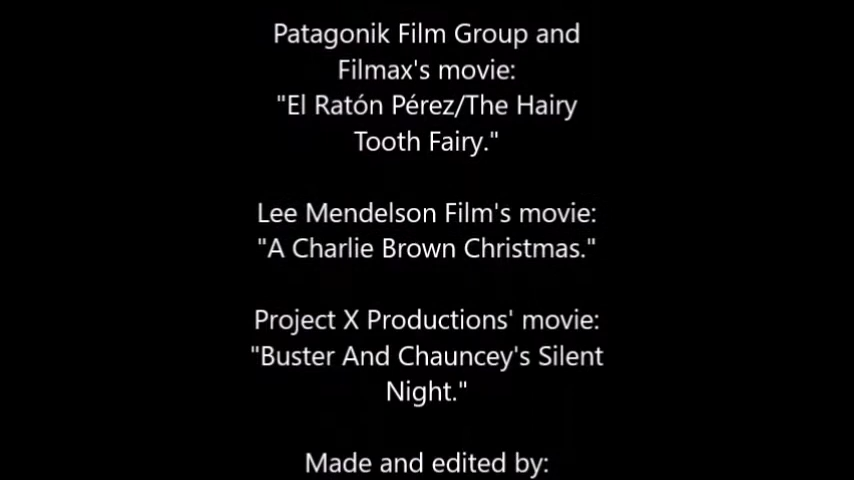 Patagonik Film Group and
Filmax's movie:
"El Ratón Pérez/The Hairy
Tooth Fairy."
Lee Mendelson Film's movie:
"A Charlie Brown Christmas."
Project X Productions' movie:
"Buster And Chauncey's Silent
Night."
Made and edited by: